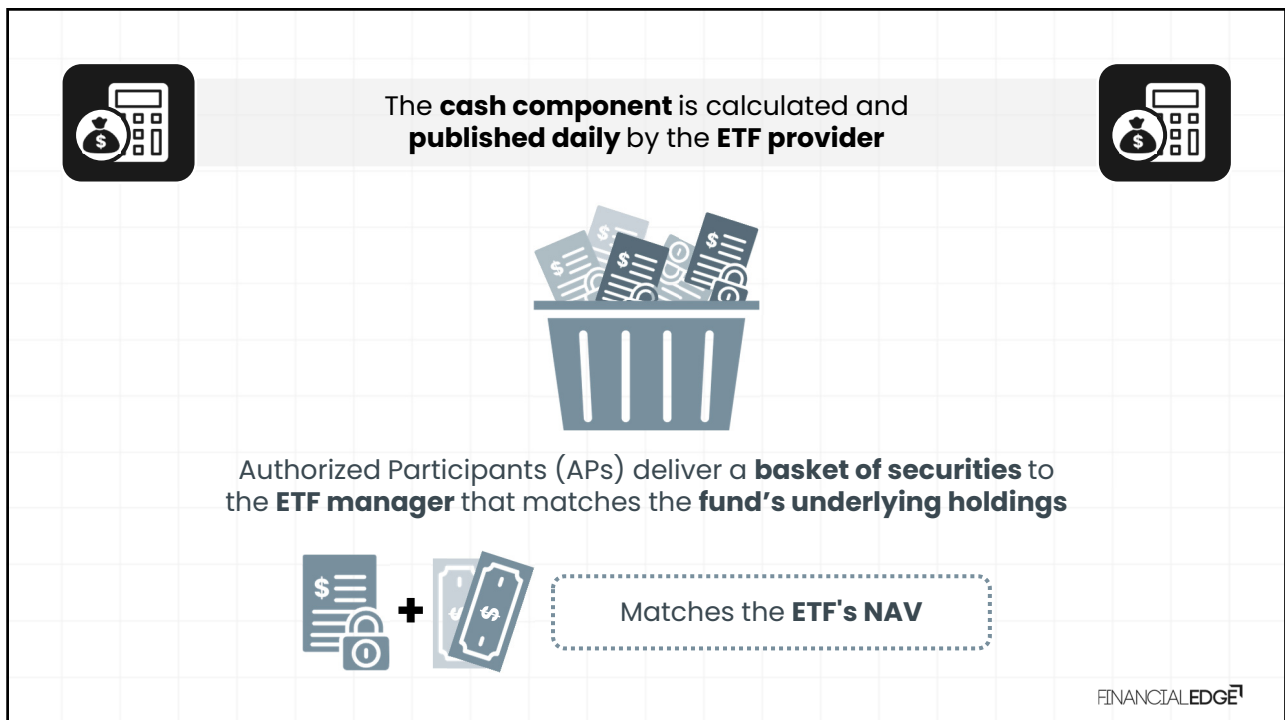 The cash component is calculated and
published daily by the ETF provider
Authorized Participants (APs) deliver a basket of securities to
the ETF manager that matches the fund’s underlying holdings
Matches the ETF's NAV
FINANCIALEDGE